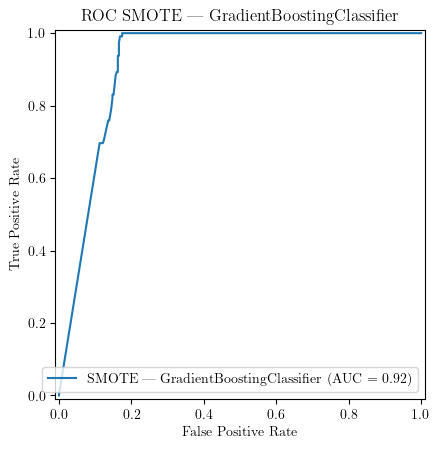 ROC SMOTE — GradientBoostingClassifier
1.0
0.8
0.6
0.4
0.2
0.0
True Positive Rate
SMOTE — GradientBoostingClassifier (AUC = 0.92)
0.0 0.2 0.4 0.6 0.8 1.0
False Positive Rate